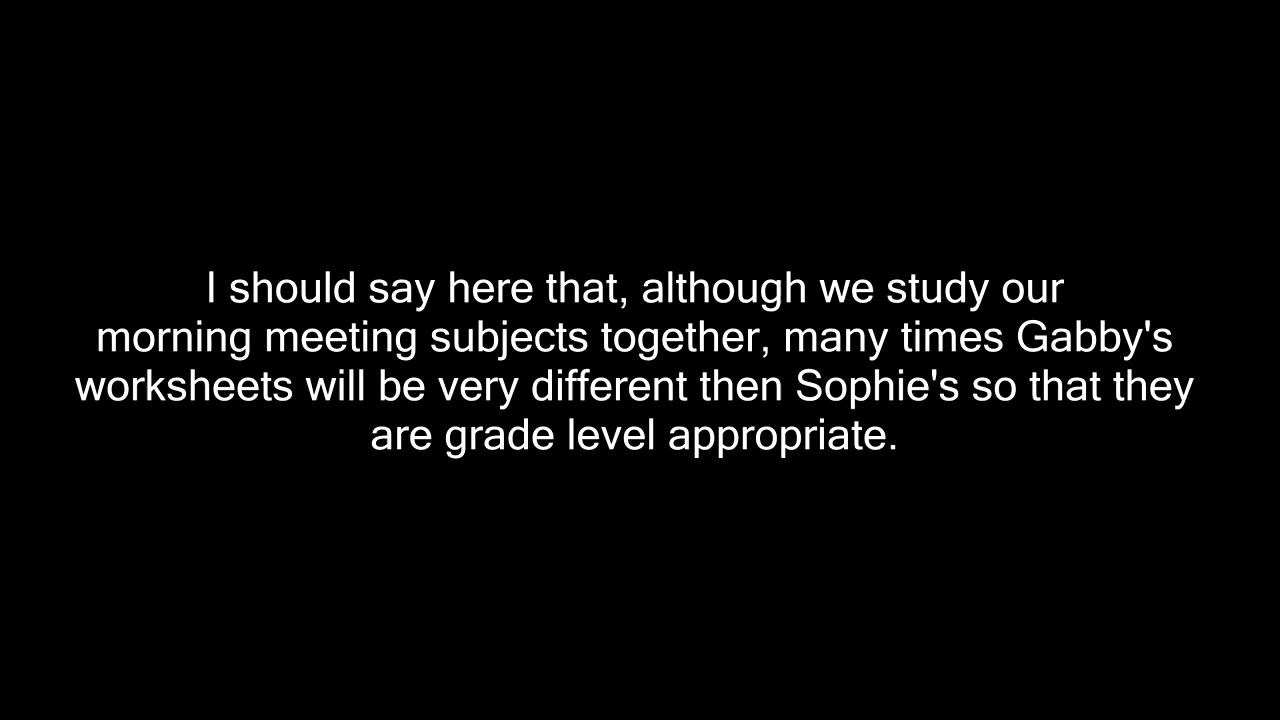 I should say here that, although we study our
morning meeting subjects together, many times Gabby's
worksheets will be very different then Sophie's so that they
are grade level appropriate.